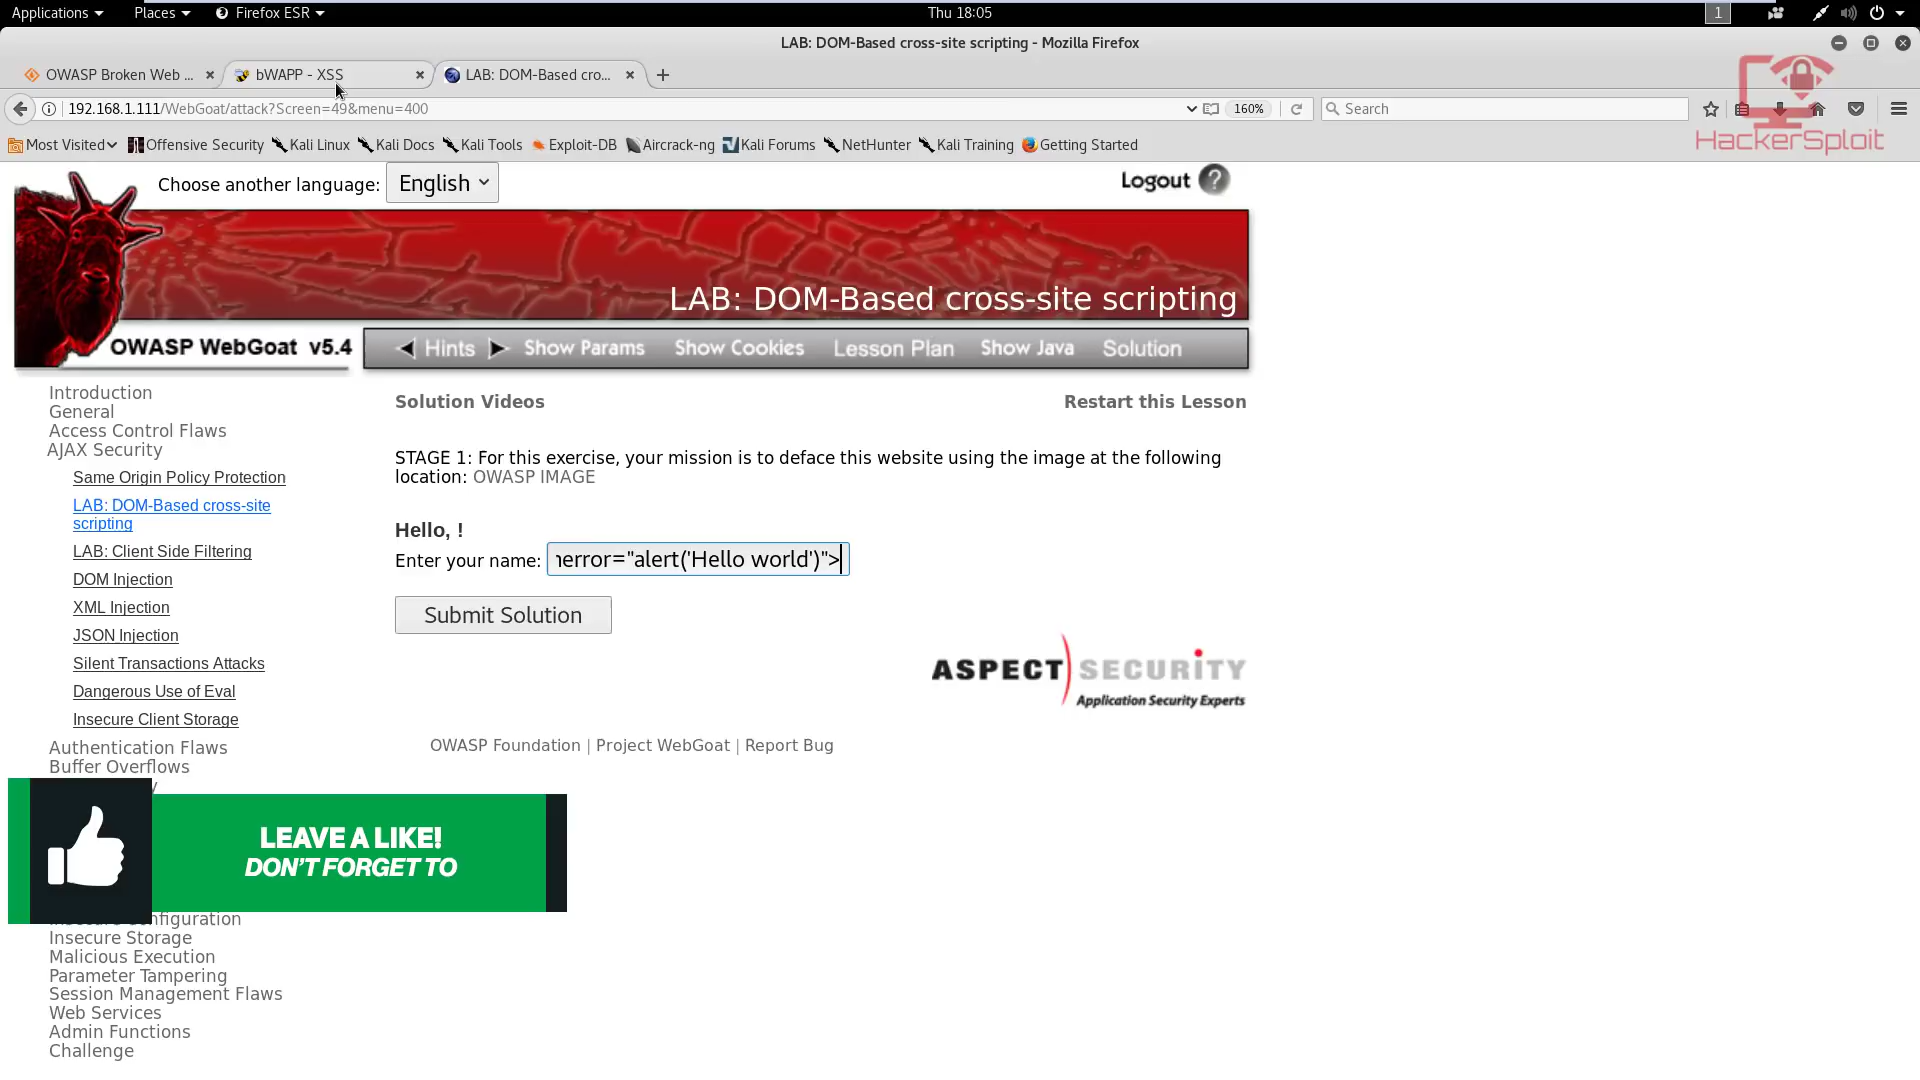 Applications Places Firefox ESR Thu 18:05 1
LAB: DOM-Based cross-site scripting - Mozilla Firefox
OWASP Broken Web ... bWAPP - XSS LAB: DOM-Based cro...
192.168.1.111/WebGoat/attack?Screen=49&menu=400 160% Search
Most Visited Offensive Security Kali Linux Kali Docs Kali Tools Exploit-DB Aircrack-ng Kali Forums NetHunter Kali Training Getting Started
HackerSploit
Choose another language: English Logout ?
LAB: DOM-Based cross-site scripting
OWASP WebGoat v5.4 Hints Show Params Show Cookies Lesson Plan Show Java Solution
Introduction
General
Access Control Flaws
AJAX Security
Same Origin Policy Protection
LAB: DOM-Based cross-site
scripting
LAB: Client Side Filtering
DOM Injection
XML Injection
JSON Injection
Silent Transactions Attacks
Dangerous Use of Eval
Insecure Client Storage
Authentication Flaws
Buffer Overflows
Solution Videos Restart this Lesson
STAGE 1: For this exercise, your mission is to deface this website using the image at the following
location: OWASP IMAGE
Hello, !
Enter your name: error="alert('Hello world')">
Submit Solution
ASPECT SECURITY
Application Security Experts
OWASP Foundation | Project WebGoat | Report Bug
LEAVE A LIKE!
DON'T FORGET TO
Insecure Storage
Malicious Execution
Parameter Tampering
Session Management Flaws
Web Services
Admin Functions
Challenge